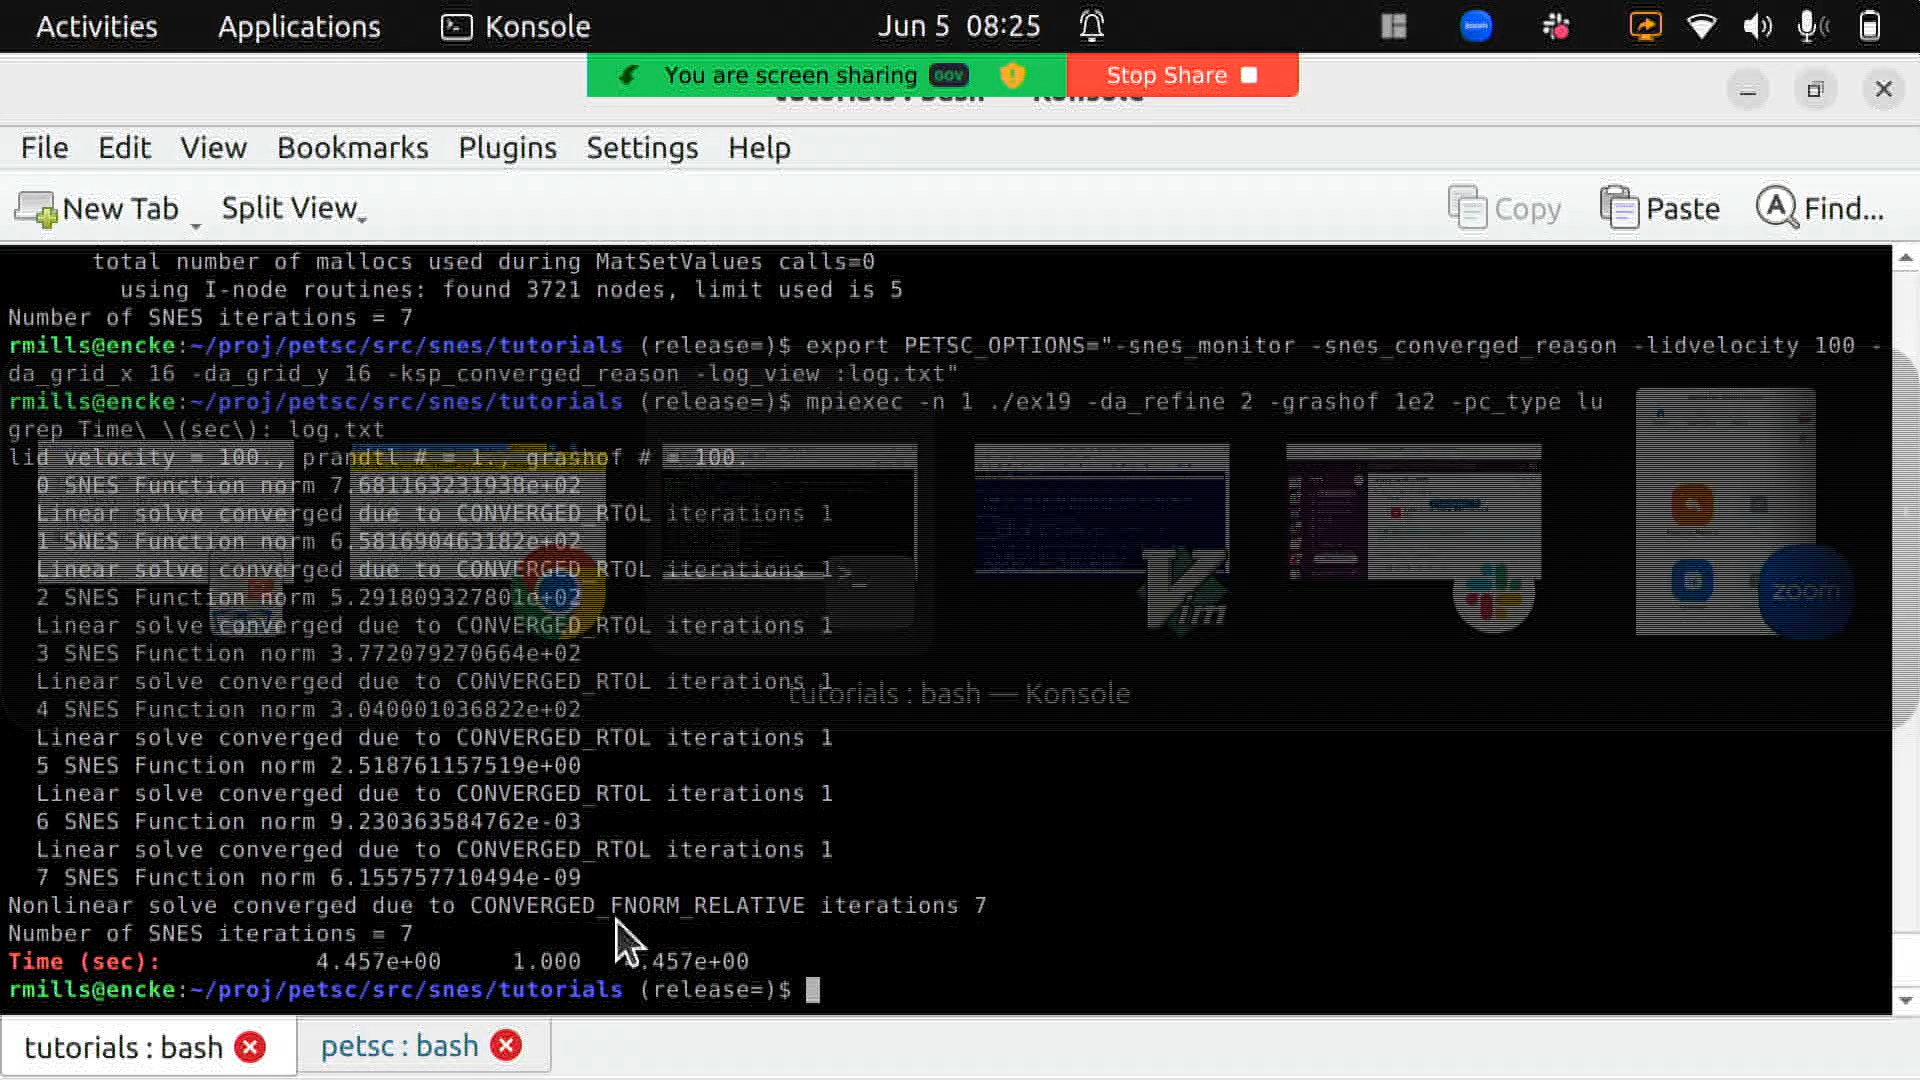 Activities Applications Konsole Jun 5 08:25
You are screen sharing GOV Stop Share
tutorials : bash — Konsole
File Edit View Bookmarks Plugins Settings Help
New Tab Split View Copy Paste Find...
total number of mallocs used during MatSetValues calls=0
using I-node routines: found 3721 nodes, limit used is 5
Number of SNES iterations = 7
rmills@encke:~/proj/petsc/src/snes/tutorials (release=)$ export PETSC_OPTIONS="-snes_monitor -snes_converged_reason -lidvelocity 100 -
da_grid_x 16 -da_grid_y 16 -ksp_converged_reason -log_view :log.txt"
rmills@encke:~/proj/petsc/src/snes/tutorials (release=)$ mpiexec -n 1 ./ex19 -da_refine 2 -grashof 1e2 -pc_type lu
grep Time\ \(sec\): log.txt
lid velocity = 100., prandtl # = 1., grashof # = 100.
0 SNES Function norm 7.681163231938e+02
Linear solve converged due to CONVERGED_RTOL iterations 1
1 SNES Function norm 6.581690463182e+02
Linear solve converged due to CONVERGED_RTOL iterations 1
2 SNES Function norm 5.291809327801e+02
Linear solve converged due to CONVERGED_RTOL iterations 1
3 SNES Function norm 3.772079270664e+02
Linear solve converged due to CONVERGED_RTOL iterations 1
4 SNES Function norm 3.040001036822e+02
Linear solve converged due to CONVERGED_RTOL iterations 1
5 SNES Function norm 2.518761157519e+00
Linear solve converged due to CONVERGED_RTOL iterations 1
6 SNES Function norm 9.230363584762e-03
Linear solve converged due to CONVERGED_RTOL iterations 1
7 SNES Function norm 6.155757710494e-09
Nonlinear solve converged due to CONVERGED_FNORM_RELATIVE iterations 7
Number of SNES iterations = 7
Time (sec): 4.457e+00 1.000 4.457e+00
rmills@encke:~/proj/petsc/src/snes/tutorials (release=)$
Vim
zoom
tutorials : bash — Konsole
tutorials : bash petsc : bash